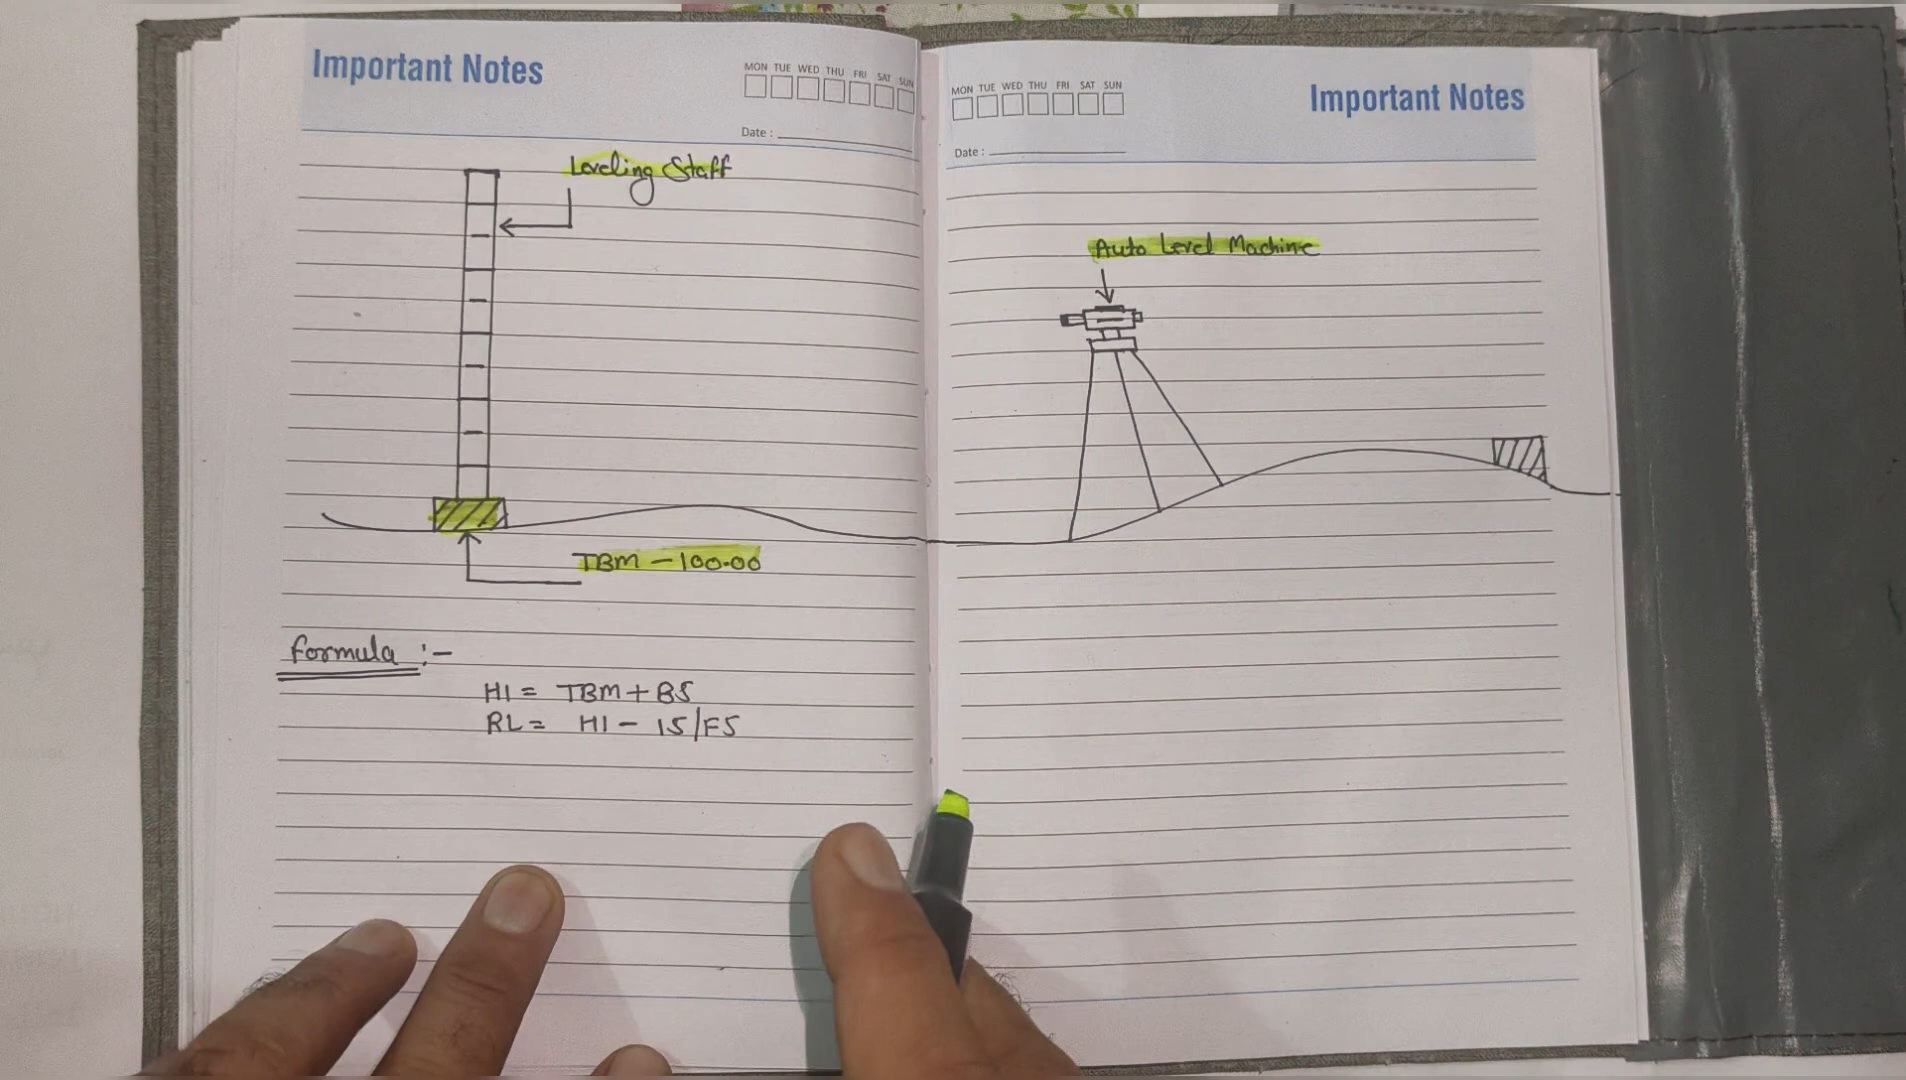 Important Notes
MON TUE WED THU FRI SAT SUN
Date :
Leveling Staff
TBM - 100.00
Formula :-
HI = TBM + BS
RL = HI - IS/FS
MON TUE WED THU FRI SAT SUN
Important Notes
Date :
Auto Level Machine